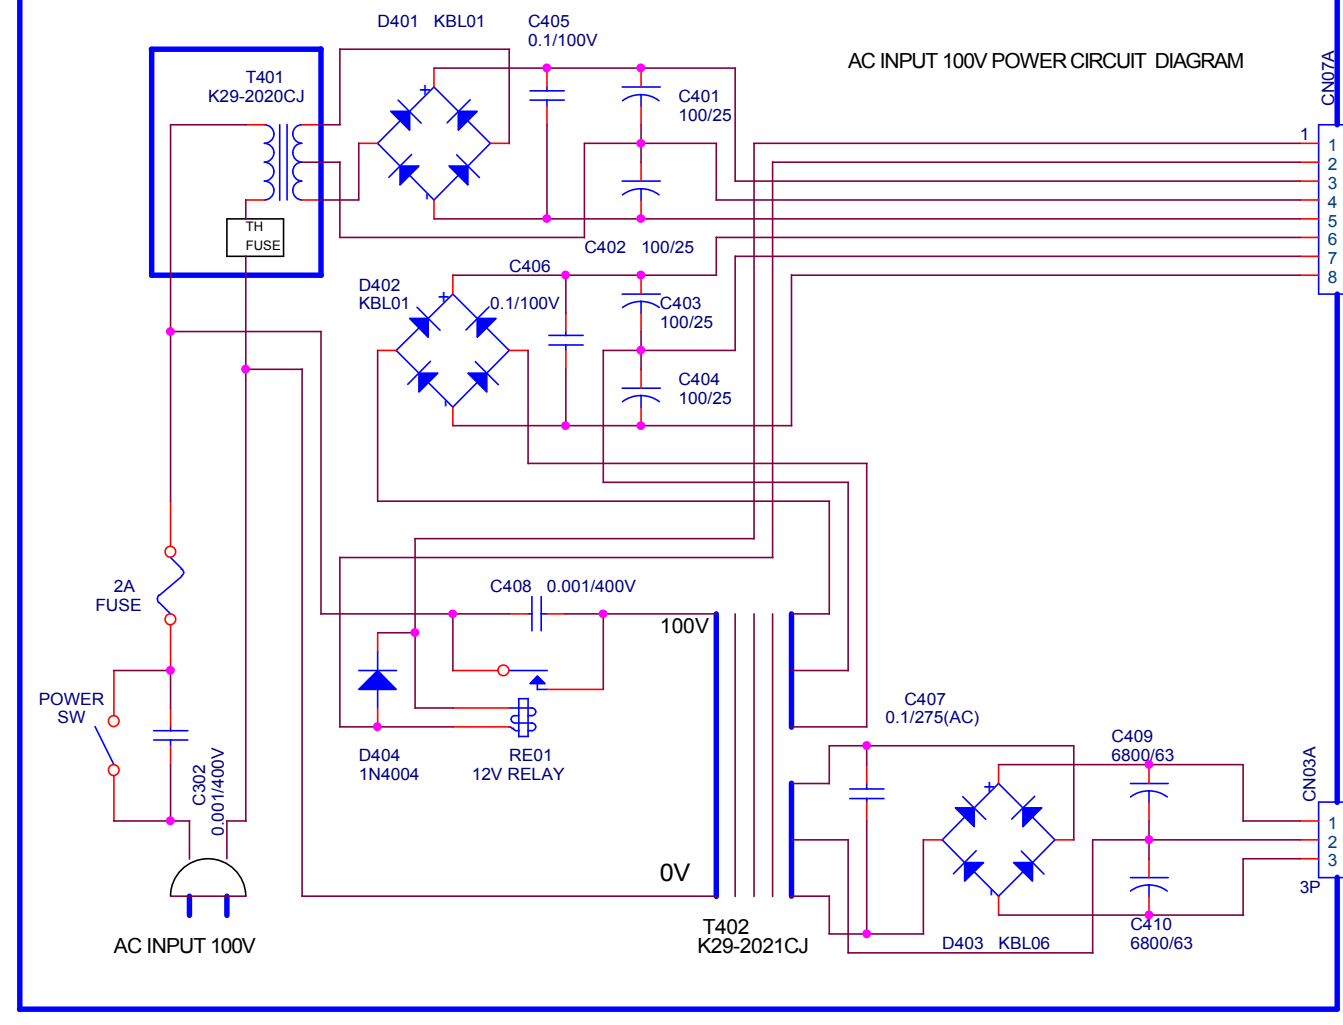 D401 KBL01
C405
0.1/100V
AC INPUT 100V POWER CIRCUIT DIAGRAM
CN07A
T401
K29-2020CJ
C401
100/25
1
1
2
3
4
5
6
7
8
TH
FUSE
C402 100/25
C406
0.1/100V
D402
KBL01
C403
100/25
C404
100/25
2A
FUSE
C408 0.001/400V
100V
POWER
SW
C302
0.001/400V
D404
1N4004
RE01
12V RELAY
C407
0.1/275(AC)
C409
6800/63
CN03A
1
2
3
3P
0V
T402
K29-2021CJ
D403 KBL06
C410
6800/63
AC INPUT 100V